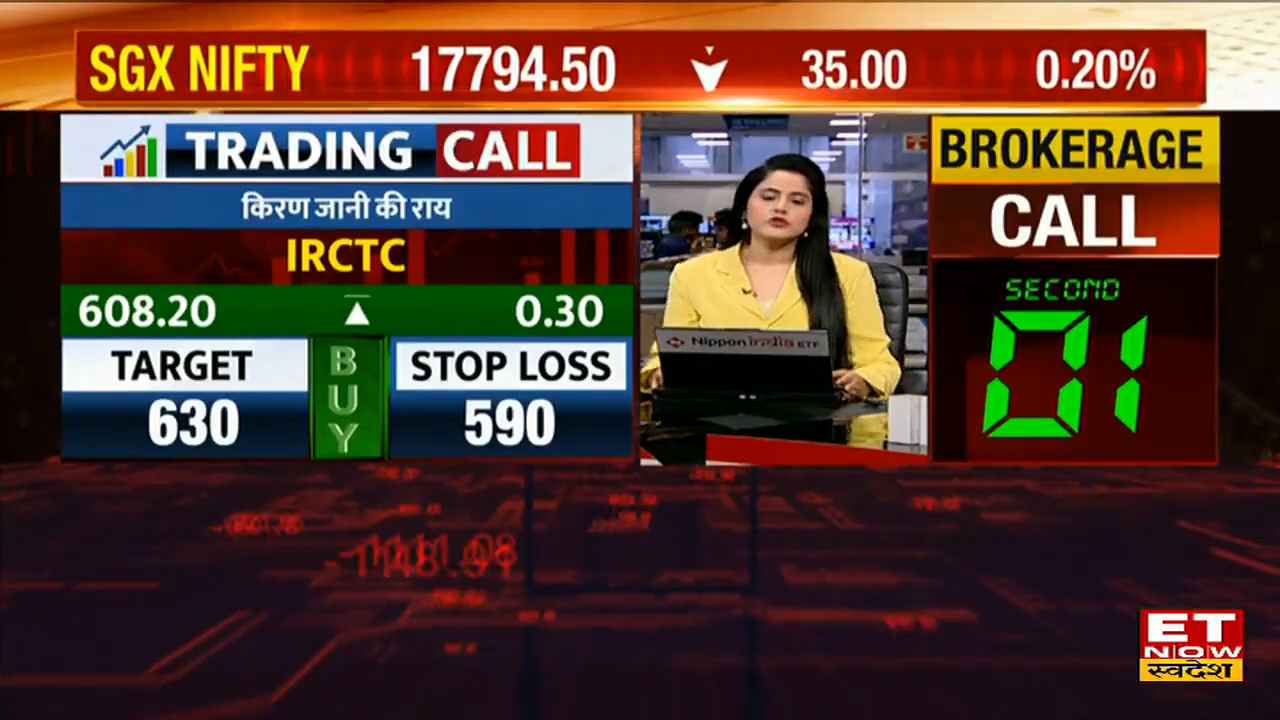 SGX NIFTY 17794.50 35.00 0.20%
TRADING CALL
किरण जानी की राय
IRCTC
608.20 0.30
TARGET
630
BUY
STOP LOSS
590
Nippon india ETF
BROKERAGE
CALL
SECOND
01
ET
NOW
स्वदेश